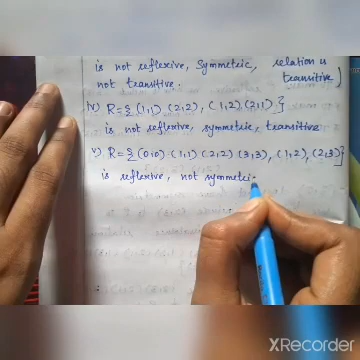 is not reflexive, Symmetric, relation is
not transitive. transitive)
iv) R = {(1,1) (2,2), (1,2), (2,1)}
is not reflexive, symmetric, transitive
v) R = {(0,0) (1,1) (2,2) (3,3), (1,2), (2,3)}
is reflexive, not symmetri
XRecorder